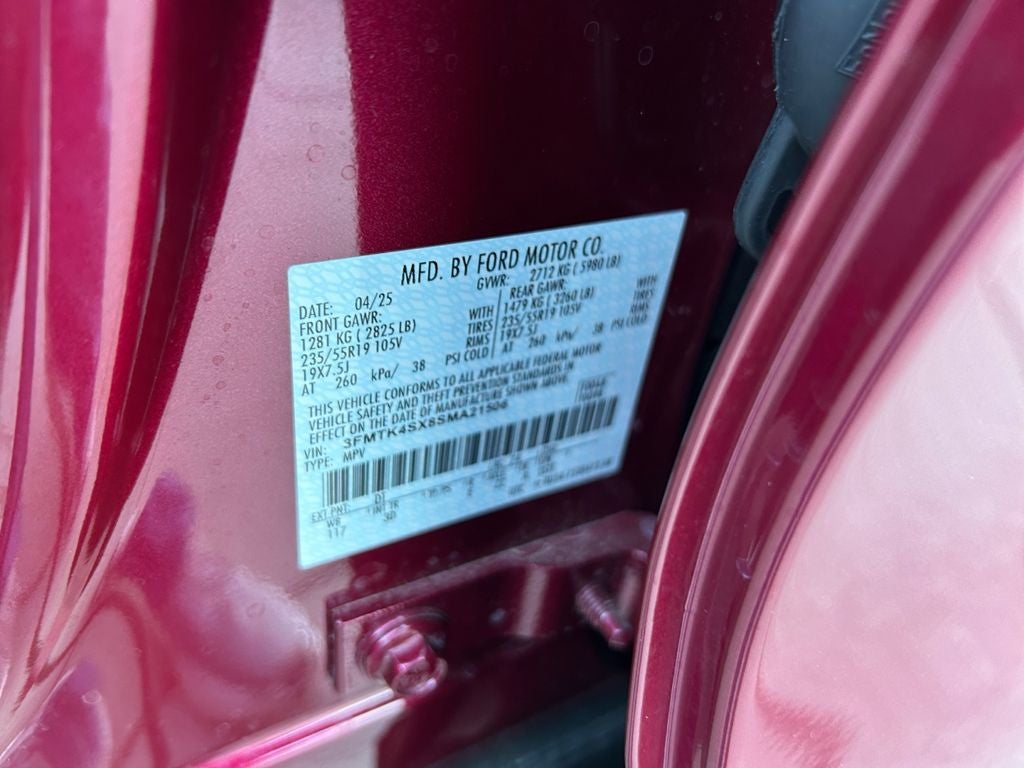 MFD. BY FORD MOTOR CO.
DATE: 04/25 GVWR: 2712 KG ( 5980 LB)
FRONT GAWR: REAR GAWR:
1281 KG ( 2825 LB) WITH 1479 KG ( 3260 LB) WITH
235/55R19 105V TIRES 235/55R19 105V TIRES
19X7.5J RIMS 19X7.5J RIMS
AT 260 kPa/ 38 PSI COLD AT 260 kPa/ 38 PSI COLD
THIS VEHICLE CONFORMS TO ALL APPLICABLE FEDERAL MOTOR
VEHICLE SAFETY AND THEFT PREVENTION STANDARDS IN
EFFECT ON THE DATE OF MANUFACTURE SHOWN ABOVE.
VIN: 3FMTK4SX8SMA21506
TYPE: MPV
EXT PNT: D1
WB INT TR
117 3D